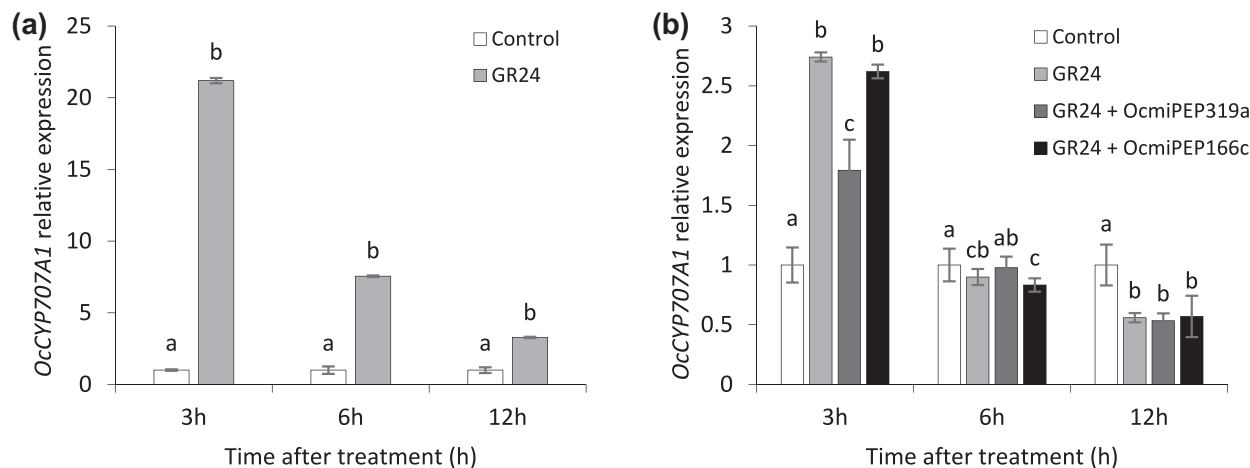 (a)
OcCYP707A1 relative expression
25
20
15
10
5
0
Control
GR24
a
b
a
b
a
b
3h
6h
12h
Time after treatment (h)
(b)
OcCYP707A1 relative expression
3
2.5
2
1.5
1
0.5
0
Control
GR24
GR24 + OcmiPEP319a
GR24 + OcmiPEP166c
a
b
c
b
a
cb
ab
c
a
b
b
b
3h
6h
12h
Time after treatment (h)